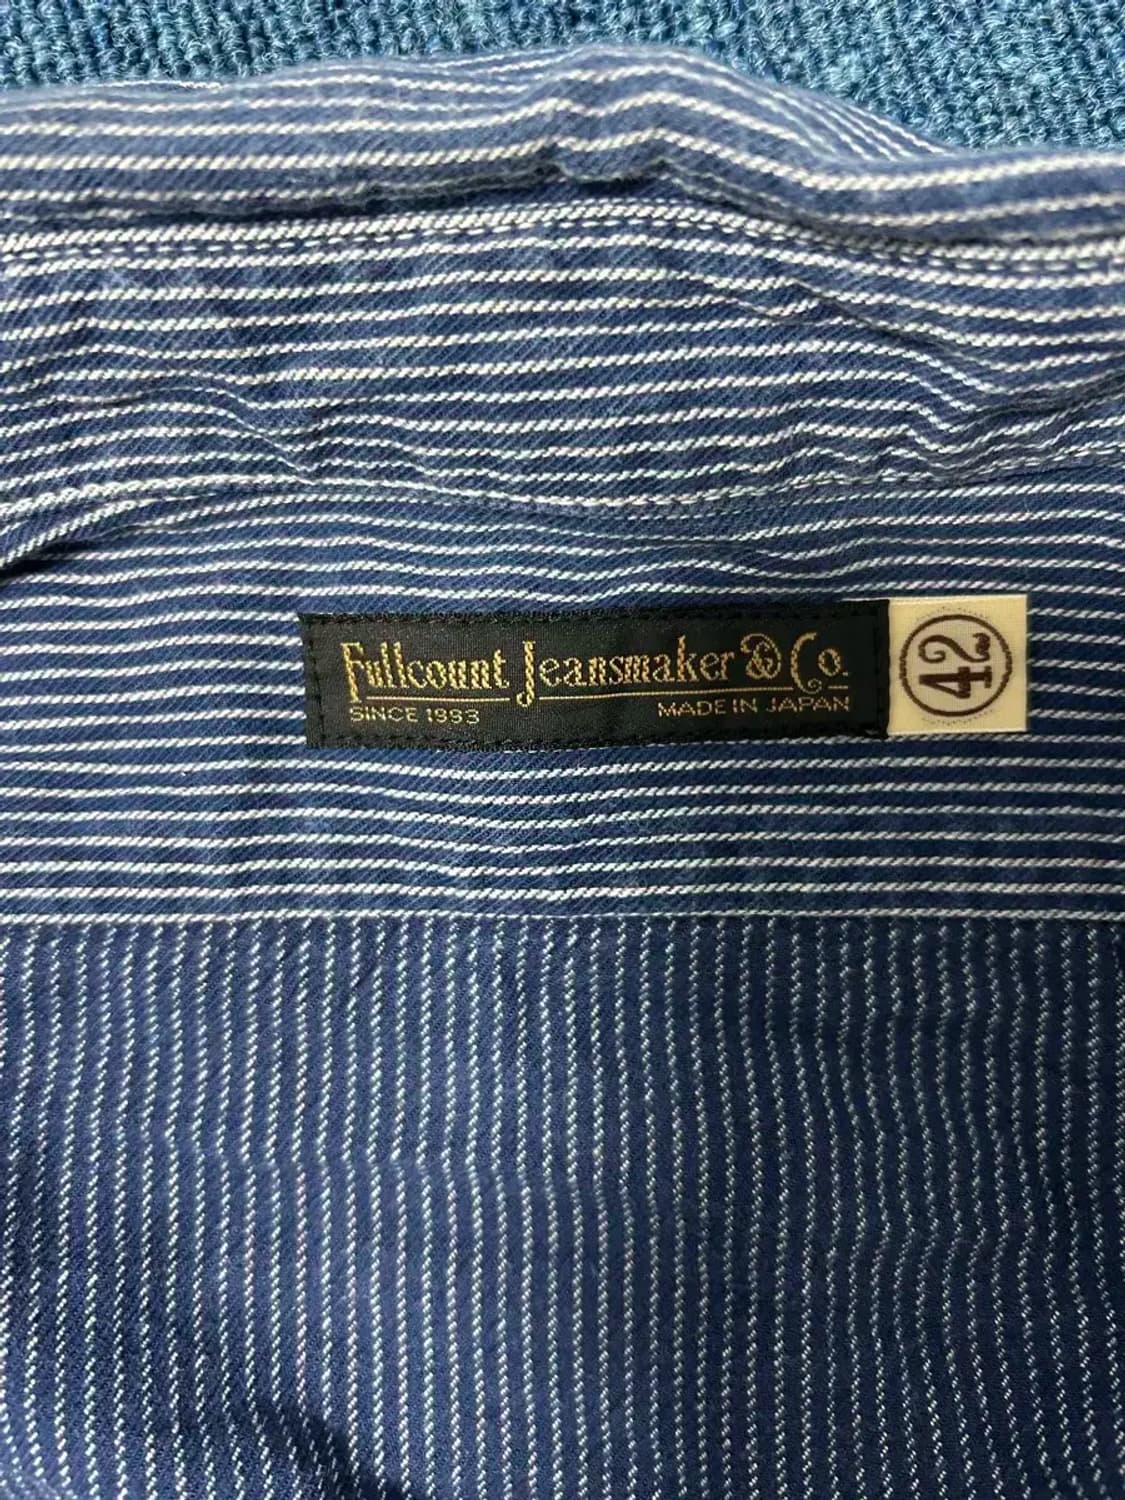 Fullcount Jeansmaker & Co.
SINCE 1993
MADE IN JAPAN
42